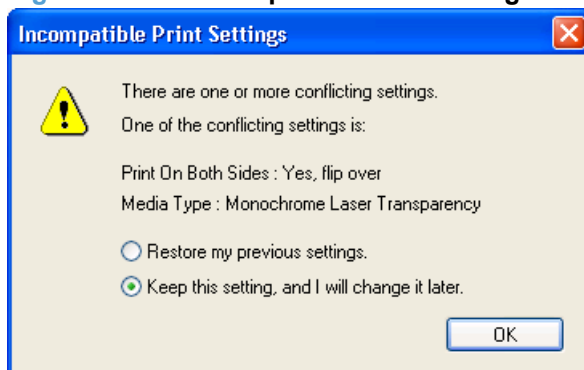 Incompatible Print Settings
There are one or more conflicting settings.
One of the conflicting settings is:
Print On Both Sides : Yes, flip over
Media Type : Monochrome Laser Transparency
Restore my previous settings.
Keep this setting, and I will change it later.
OK